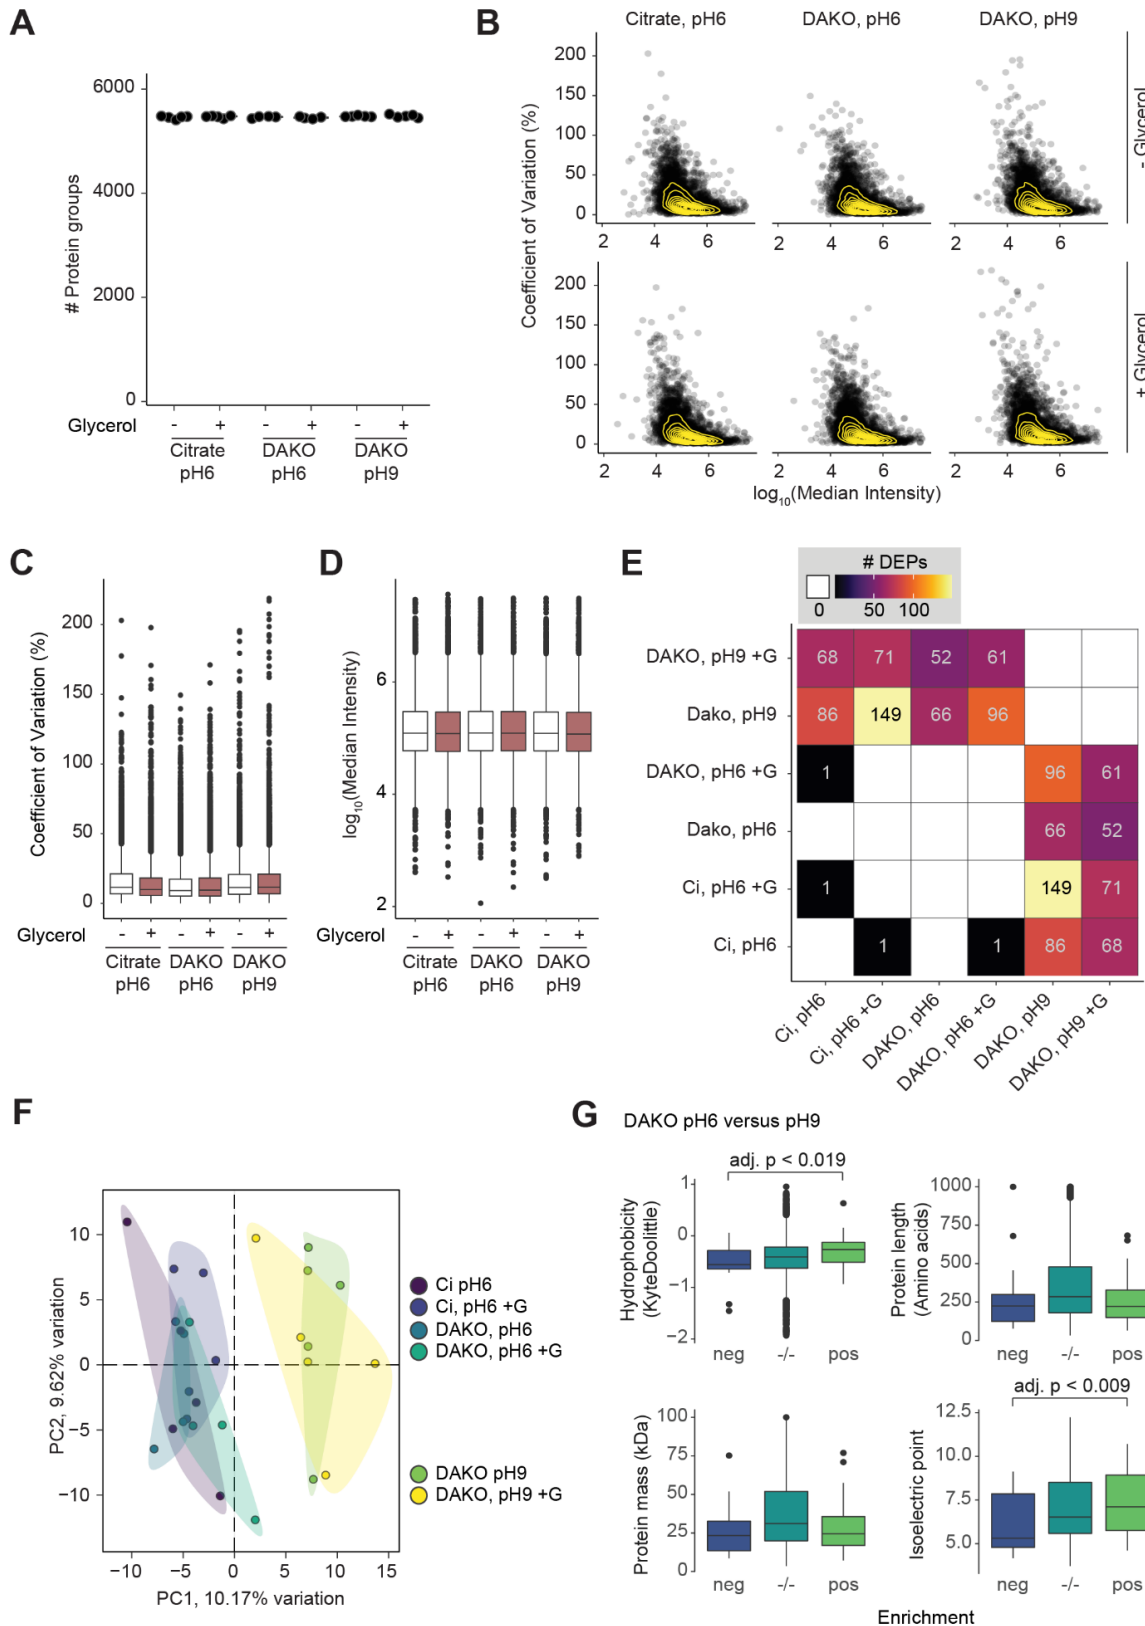 A
6000
4000
2000
0
# Protein groups
Glycerol
- + - + - +
Citrate DAKO DAKO
pH6 pH6 pH9
B
Citrate, pH6 DAKO, pH6 DAKO, pH9
200
150
100
50
0
2 4 6 2 4 6 2 4 6
- Glycerol
Coefficient of Variation (%)
200
150
100
50
0
2 4 6 2 4 6 2 4 6
+ Glycerol
log10(Median Intensity)
C
200
150
100
50
0
Coefficient of Variation (%)
Glycerol - + - + - +
Citrate DAKO DAKO
pH6 pH6 pH9
D
6
4
2
log10(Median Intensity)
Glycerol - + - + - +
Citrate DAKO DAKO
pH6 pH6 pH9
E
# DEPs
0 50 100
DAKO, pH9 +G 68 71 52 61
Dako, pH9 86 149 66 96
DAKO, pH6 +G 1 96 61
Dako, pH6 66 52
Ci, pH6 +G 1 149 71
Ci, pH6 1 1 86 68
Ci, pH6
Ci, pH6 +G
DAKO, pH6
DAKO, pH6 +G
DAKO, pH9
DAKO, pH9 +G
F
10
5
0
−5
−10
PC2, 9.62% variation
−10 −5 0 5 10 15
PC1, 10.17% variation
Ci pH6
Ci, pH6 +G
DAKO, pH6
DAKO, pH6 +G
DAKO pH9
DAKO, pH9 +G
G
DAKO pH6 versus pH9
adj. p < 0.019
1
0
−1
−2
Hydrophobicity
(KyteDoolittle)
neg -/- pos
1000
750
500
250
0
Protein length
(Amino acids)
neg -/- pos
100
75
50
25
0
Protein mass (kDa)
neg -/- pos
adj. p < 0.009
12.5
10.0
7.5
5.0
Isoelectric point
neg -/- pos
Enrichment